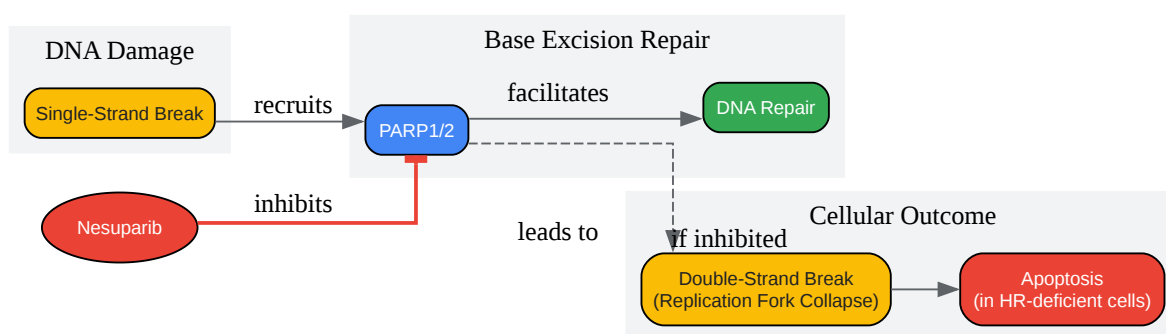 DNA Damage
Single-Strand Break
recruits
Base Excision Repair
PARP1/2
facilitates
DNA Repair
Nesuparib
inhibits
leads to
if inhibited
Cellular Outcome
Double-Strand Break
(Replication Fork Collapse)
Apoptosis
(in HR-deficient cells)